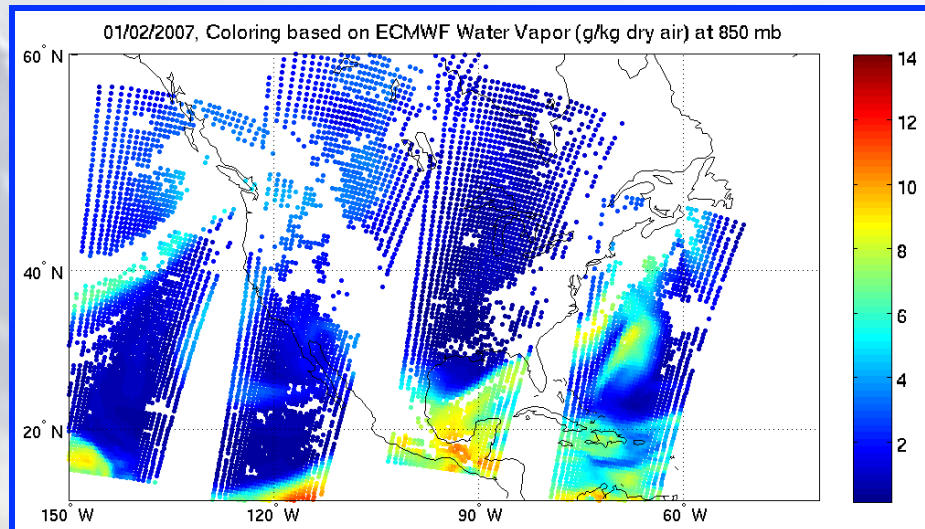 01/02/2007, Coloring based on ECMWF Water Vapor (g/kg dry air) at 850 mb
60° N
40° N
20° N
150° W
120° W
90° W
60° W
14
12
10
8
6
4
2